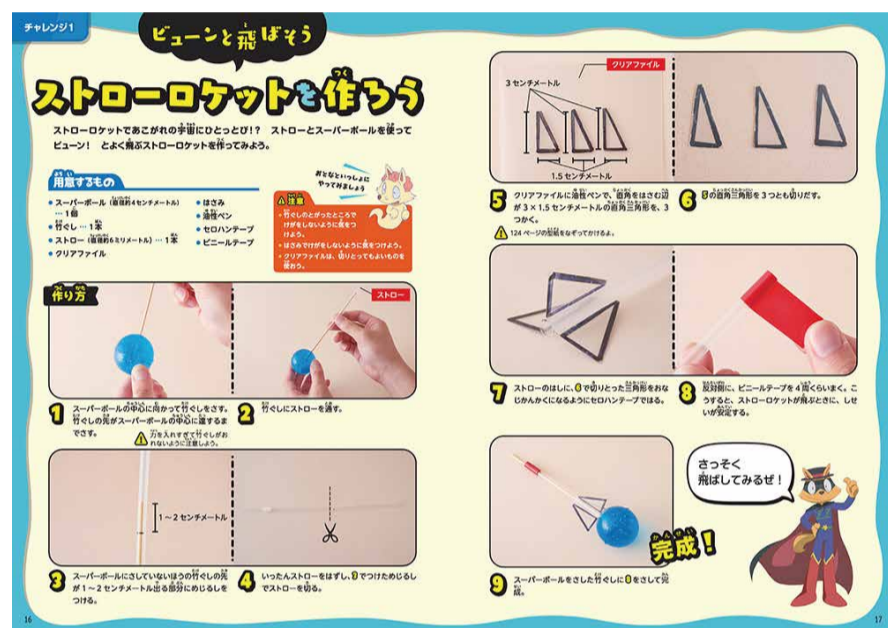 チャレンジ1
ビューンと飛ばそう
ストローロケットを作ろう
ストローロケットであこがれの宇宙にひとっとび!? ストローとスーパーボールを使って
ビューン! とよく飛ぶストローロケットを作ってみよう。
用意するもの
• スーパーボール(直径約4センチメートル)
… 1個
• 竹ぐし … 1本
• ストロー(直径約6ミリメートル)… 1本
• クリアファイル
• はさみ
• 油性ペン
• セロハンテープ
• ビニールテープ
おとなといっしょに
やってみましょう
注意
• 竹ぐしのとがったところで
けがをしないように気をつ
けよう。
• はさみでけがをしないように気をつけよう。
• クリアファイルは、切りとってもよいものを
使おう。
作り方
ストロー
1 スーパーボールの中心に向かって竹ぐしをさす。
竹ぐしの先がスーパーボールの中心に達するま
でさす。
力を入れすぎて竹ぐしがお
れないように注意しよう。
2 竹ぐしにストローを通す。
1〜2センチメートル
3 スーパーボールにさしていないほうの竹ぐしの先
が1〜2センチメートル出る部分にめじるしを
つける。
4 いったんストローをはずし、3でつけためじるし
でストローを切る。
16
クリアファイル
3センチメートル
1.5センチメートル
5 クリアファイルに油性ペンで、直角をはさむ辺
が3×1.5センチメートルの直角三角形を、3
つかく。
124ページの型紙をなぞってかけるよ。
6 5の直角三角形を3つとも切りだす。
7 ストローのはしに、6で切りとった三角形をおな
じかんかくになるようにセロハンテープではる。
8 反対側に、ビニールテープを4周くらいまく。こ
うすると、ストローロケットが飛ぶときに、しせ
いが安定する。
さっそく
飛ばしてみるぜ!
完成!
9 スーパーボールをさした竹ぐしに8をさして完
成。
17